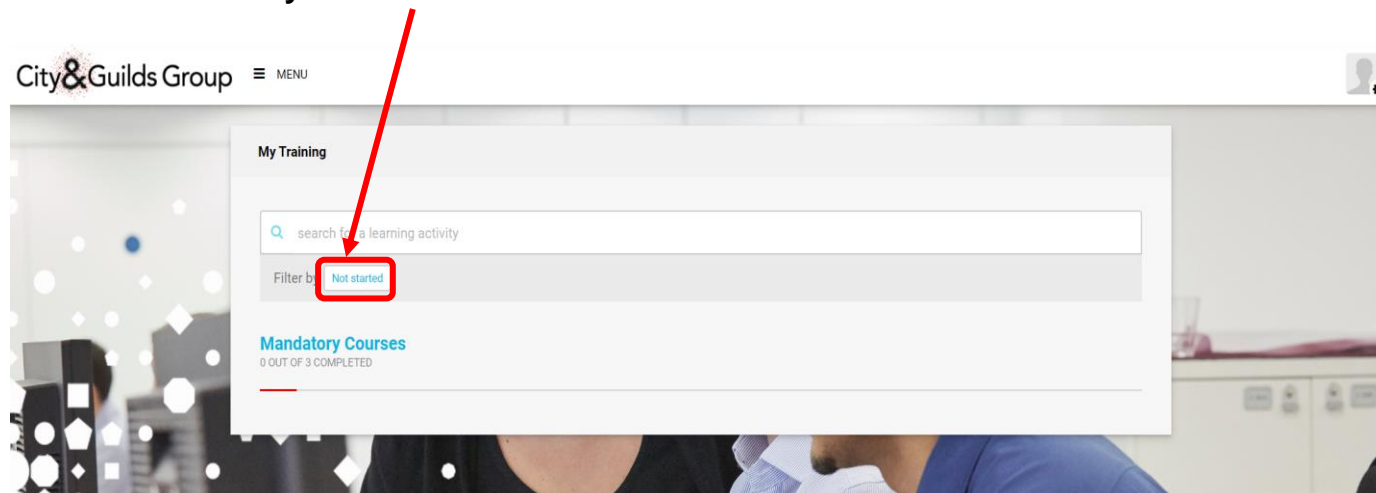 City&Guilds Group
MENU
My Training
search for a learning activity
Filter by Not started
Mandatory Courses
0 OUT OF 3 COMPLETED